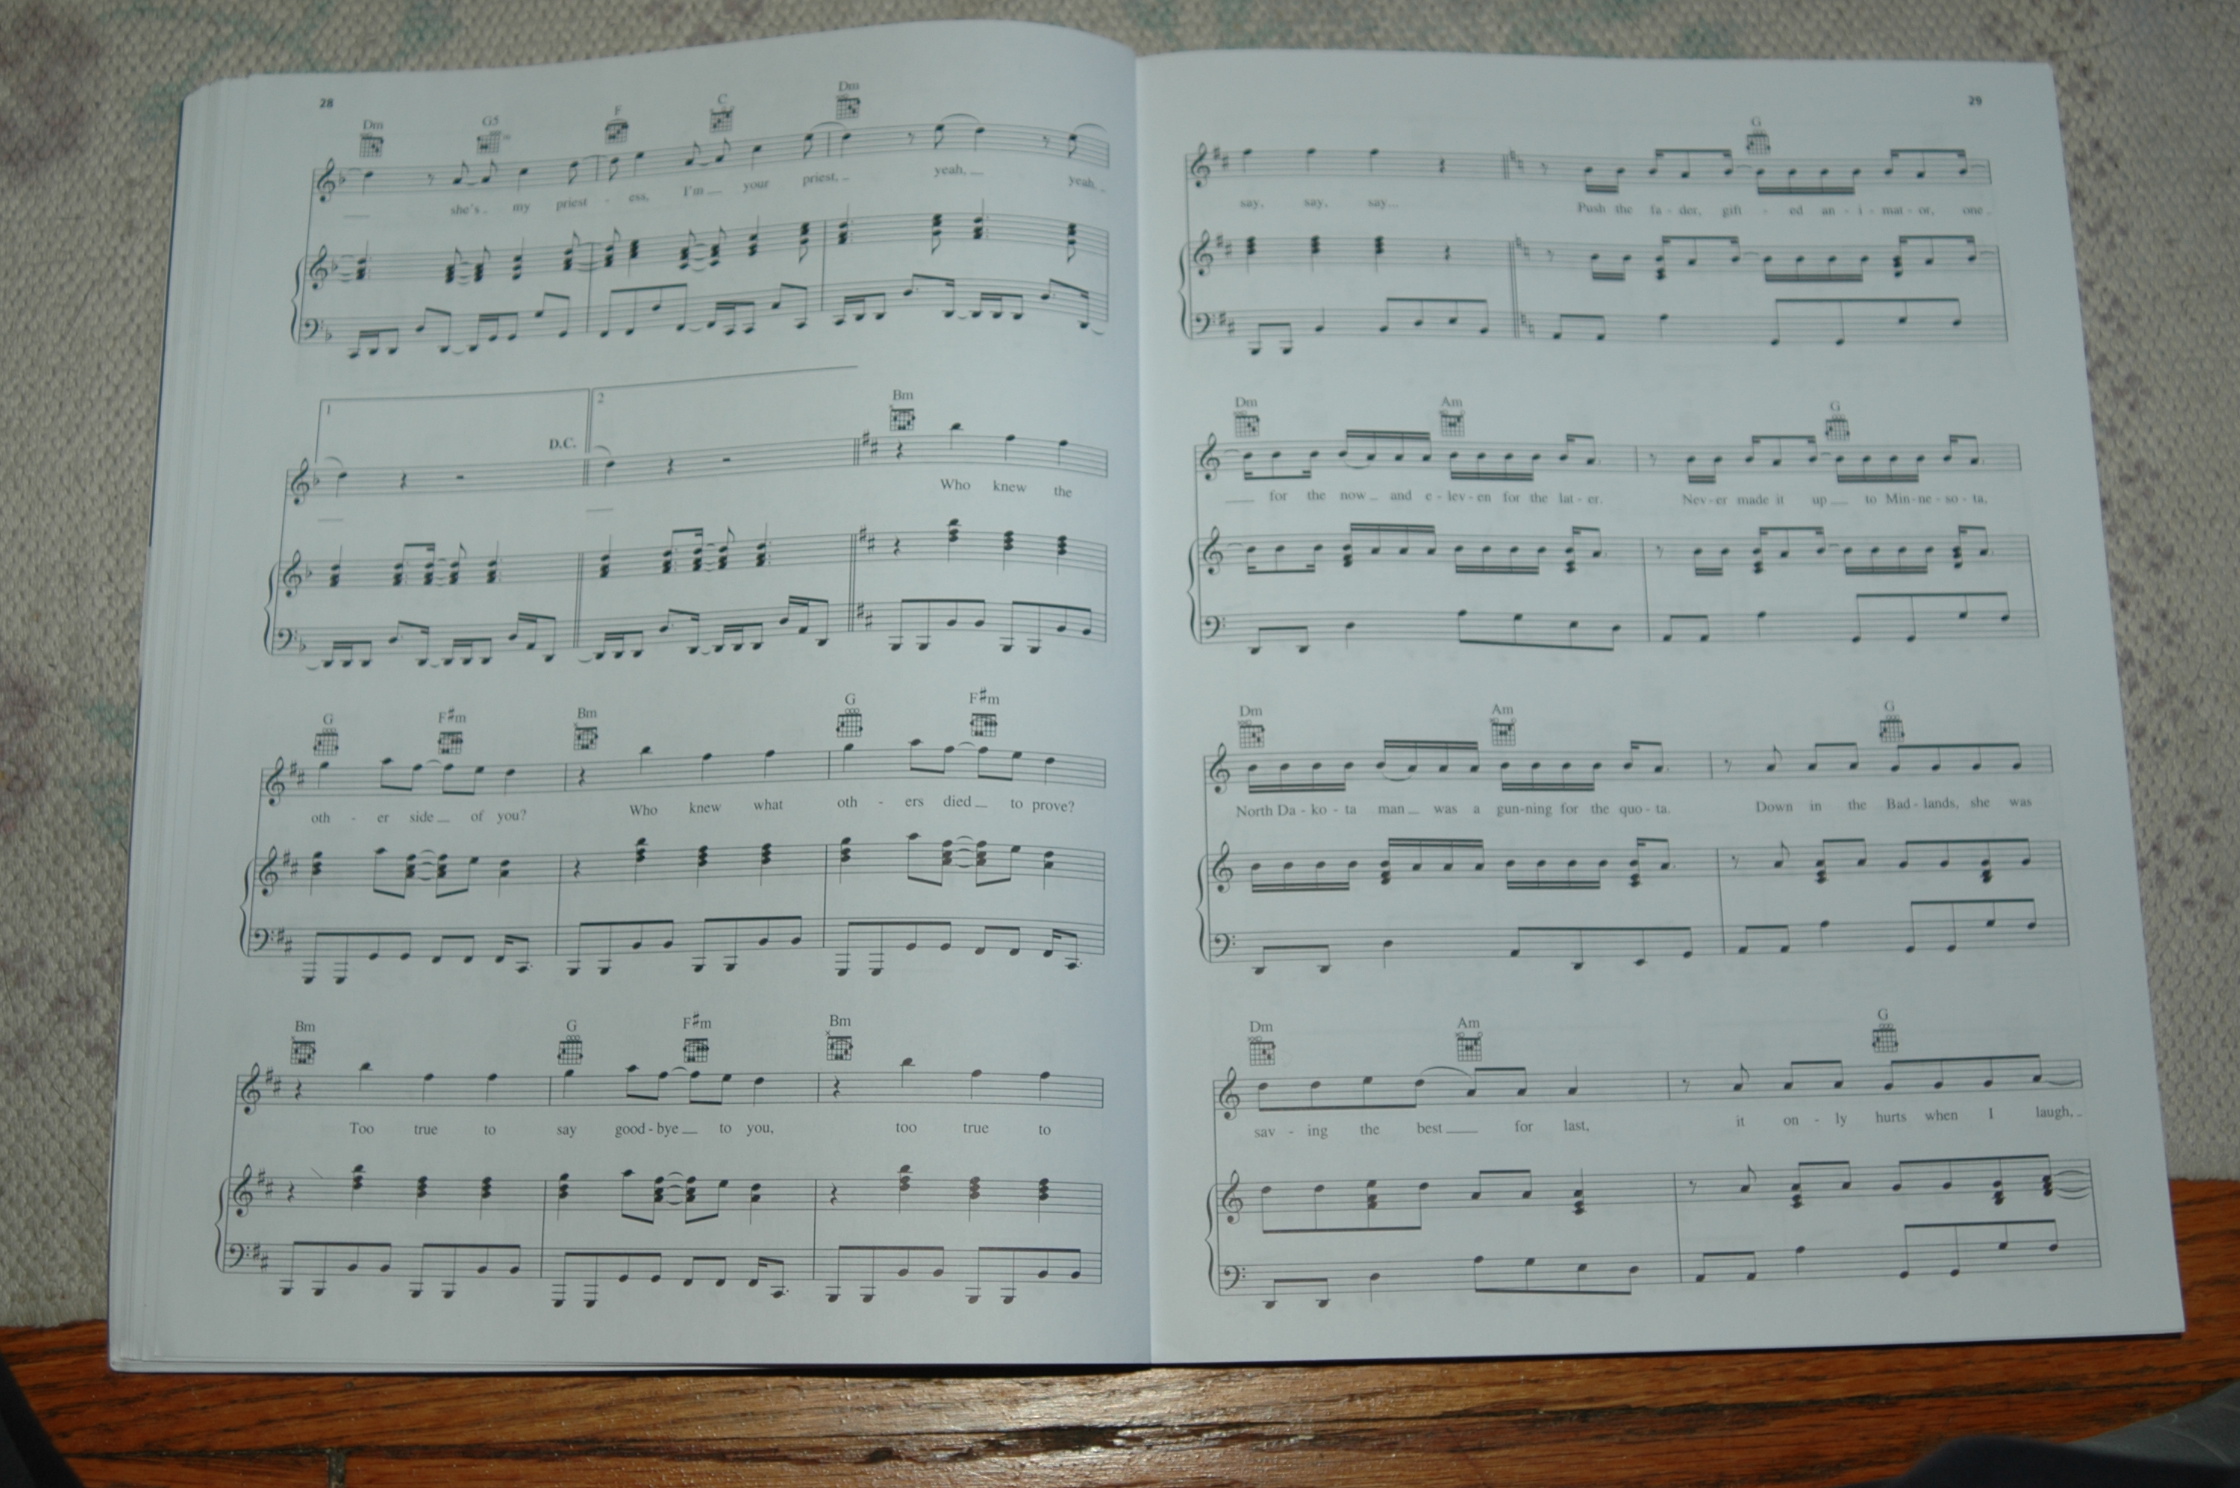 28
Dm G5 F C Dm
she's my priest - ess, I'm your priest, yeah, yeah,
1 2
D.C. Bm
Who knew the
G F♯m Bm G F♯m
oth - er side of you? Who knew what oth - ers died to prove?
Bm G F♯m Bm
Too true to say good - bye to you, too true to
29
G
say, say, say. Push the fa - der, gift - ed an - i - mat - or, one
Dm Am G
for the now and e - lev - en for the lat - er. Nev - er made it up to Min - ne - so - ta,
Dm Am G
North Da - ko - ta man was a gun - ning for the quo - ta. Down in the Bad - lands, she was
Dm Am G
sav - ing the best for last, it on - ly hurts when I laugh,